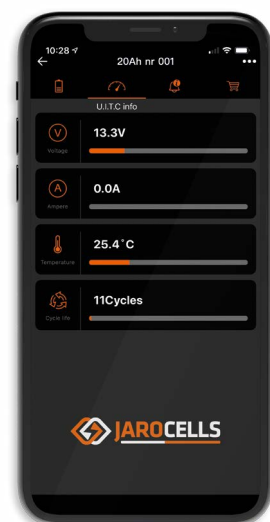 10:28
20Ah nr 001
U.I.T.C info
V
Voltage
13.3V
A
Ampere
0.0A
Temperature
25.4°C
Cycle life
11Cycles
JAROCELLS